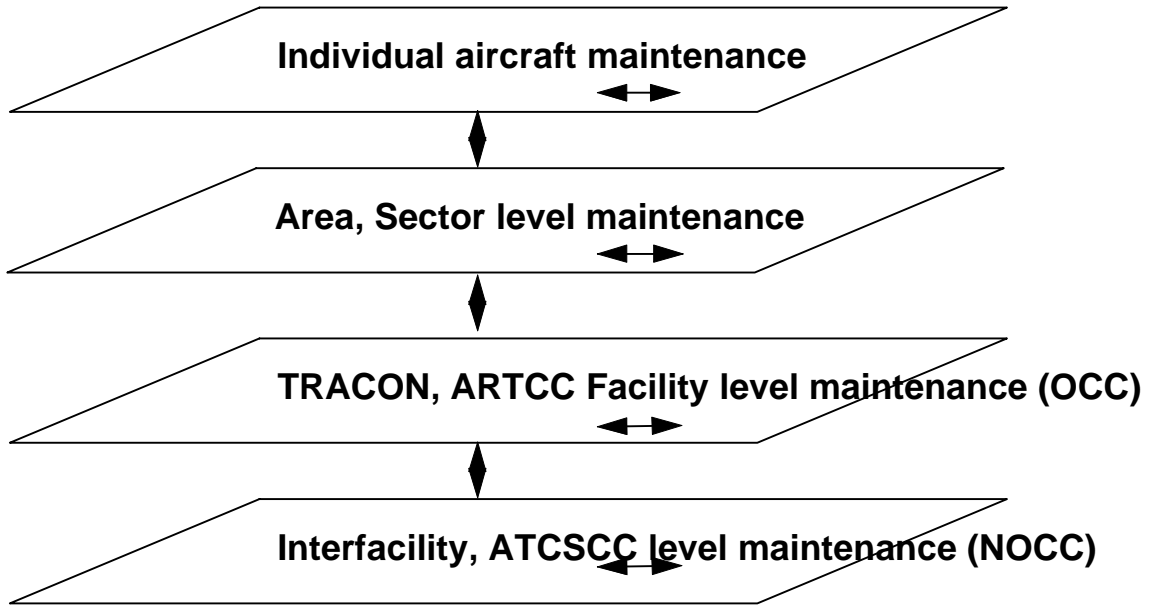 Individual aircraft maintenance
Area, Sector level maintenance
TRACON, ARTCC Facility level maintenance (OCC)
Interfacility, ATCSCC level maintenance (NOCC)